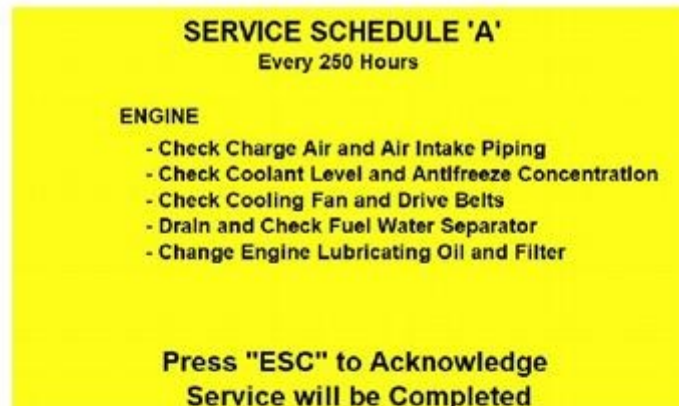 SERVICE SCHEDULE 'A'
Every 250 Hours
ENGINE
- Check Charge Air and Air Intake Piping
- Check Coolant Level and Antifreeze Concentration
- Check Cooling Fan and Drive Belts
- Drain and Check Fuel Water Separator
- Change Engine Lubricating Oil and Filter
Press "ESC" to Acknowledge
Service will be Completed